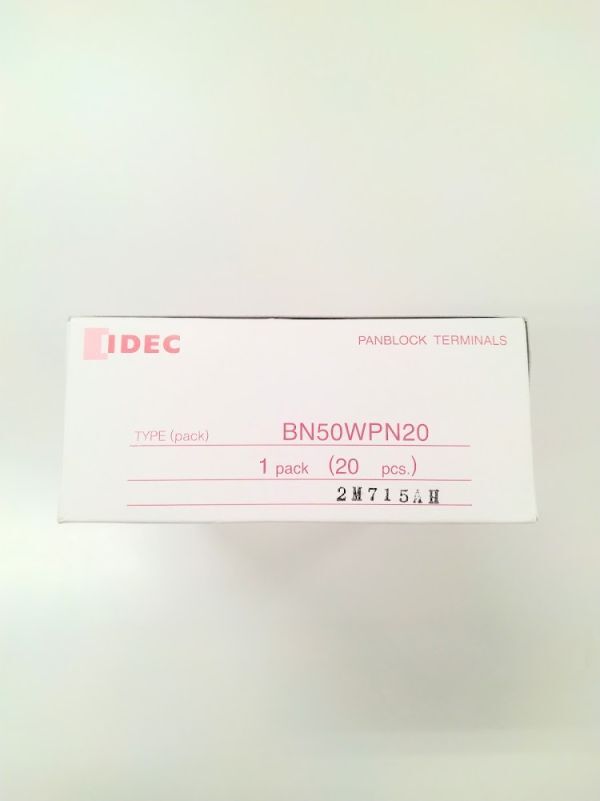 IDEC
PANBLOCK TERMINALS
TYPE (pack) BN50WPN20
1 pack (20 pcs.)
2M715AH